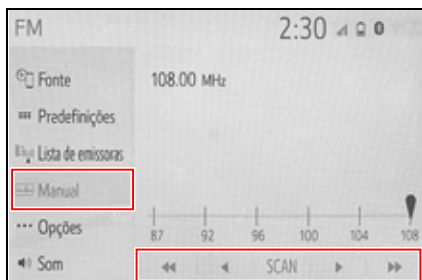 FM 2:30
Fonte
108.00 MHz
Predefinições
Lista de emissoras
Manual
Opções
87 92 96 100 104 108
Som
SCAN